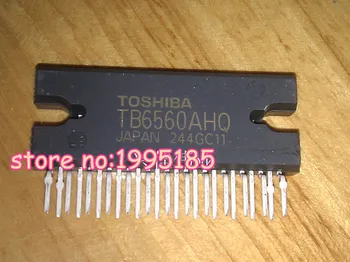 TOSHIBA
TB6560AHQ
JAPAN 244GC11
store no:1995185